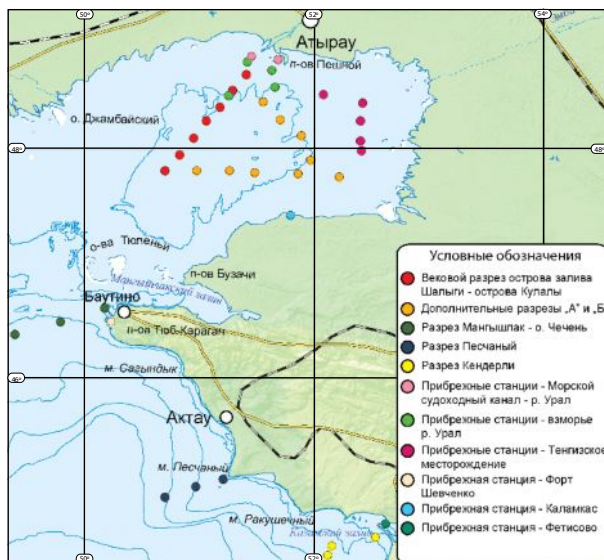 50°
52°
54°
Атырау
п-ов Пешной
о. Джамбайский
48°
48°
о-ва Тюленьи
п-ов Бузачи
Мангышлакский залив
Баутино
п-ов Тюб-Карагач
м. Сагындык
46°
Актау
м. Песчаный
м. Ракушечный
Казахский залив
50°
52°
Условные обозначения
Вековой разрез острова залива
Шалыги - острова Кулалы
Дополнительные разрезы „А" и „Б
Разрез Мангышлак - о. Чечень
Разрез Песчаный
Разрез Кендерли
Прибрежные станции - Морской
судоходный канал - р. Урал
Прибрежные станции - взморье
р. Урал
Прибрежные станции - Тенгизское
месторождение
Прибрежная станция - Форт
Шевченко
Прибрежная станция - Каламкас
Прибрежная станция - Фетисово